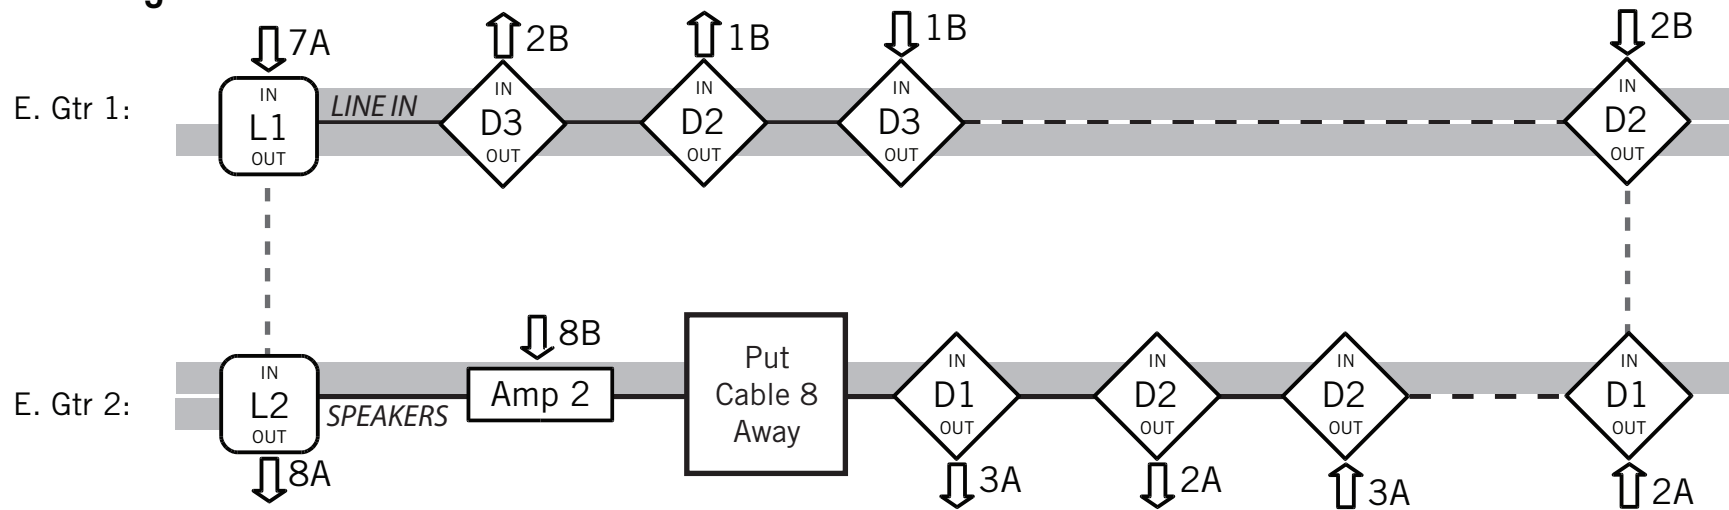 7A
2B
1B
1B
2B
E. Gtr 1:
IN
L1
OUT
LINE IN
IN
D3
OUT
IN
D2
OUT
IN
D3
OUT
IN
D2
OUT
8B
E. Gtr 2:
IN
L2
OUT
SPEAKERS
Amp 2
Put
Cable 8
Away
IN
D1
OUT
IN
D2
OUT
IN
D2
OUT
IN
D1
OUT
8A
3A
2A
3A
2A